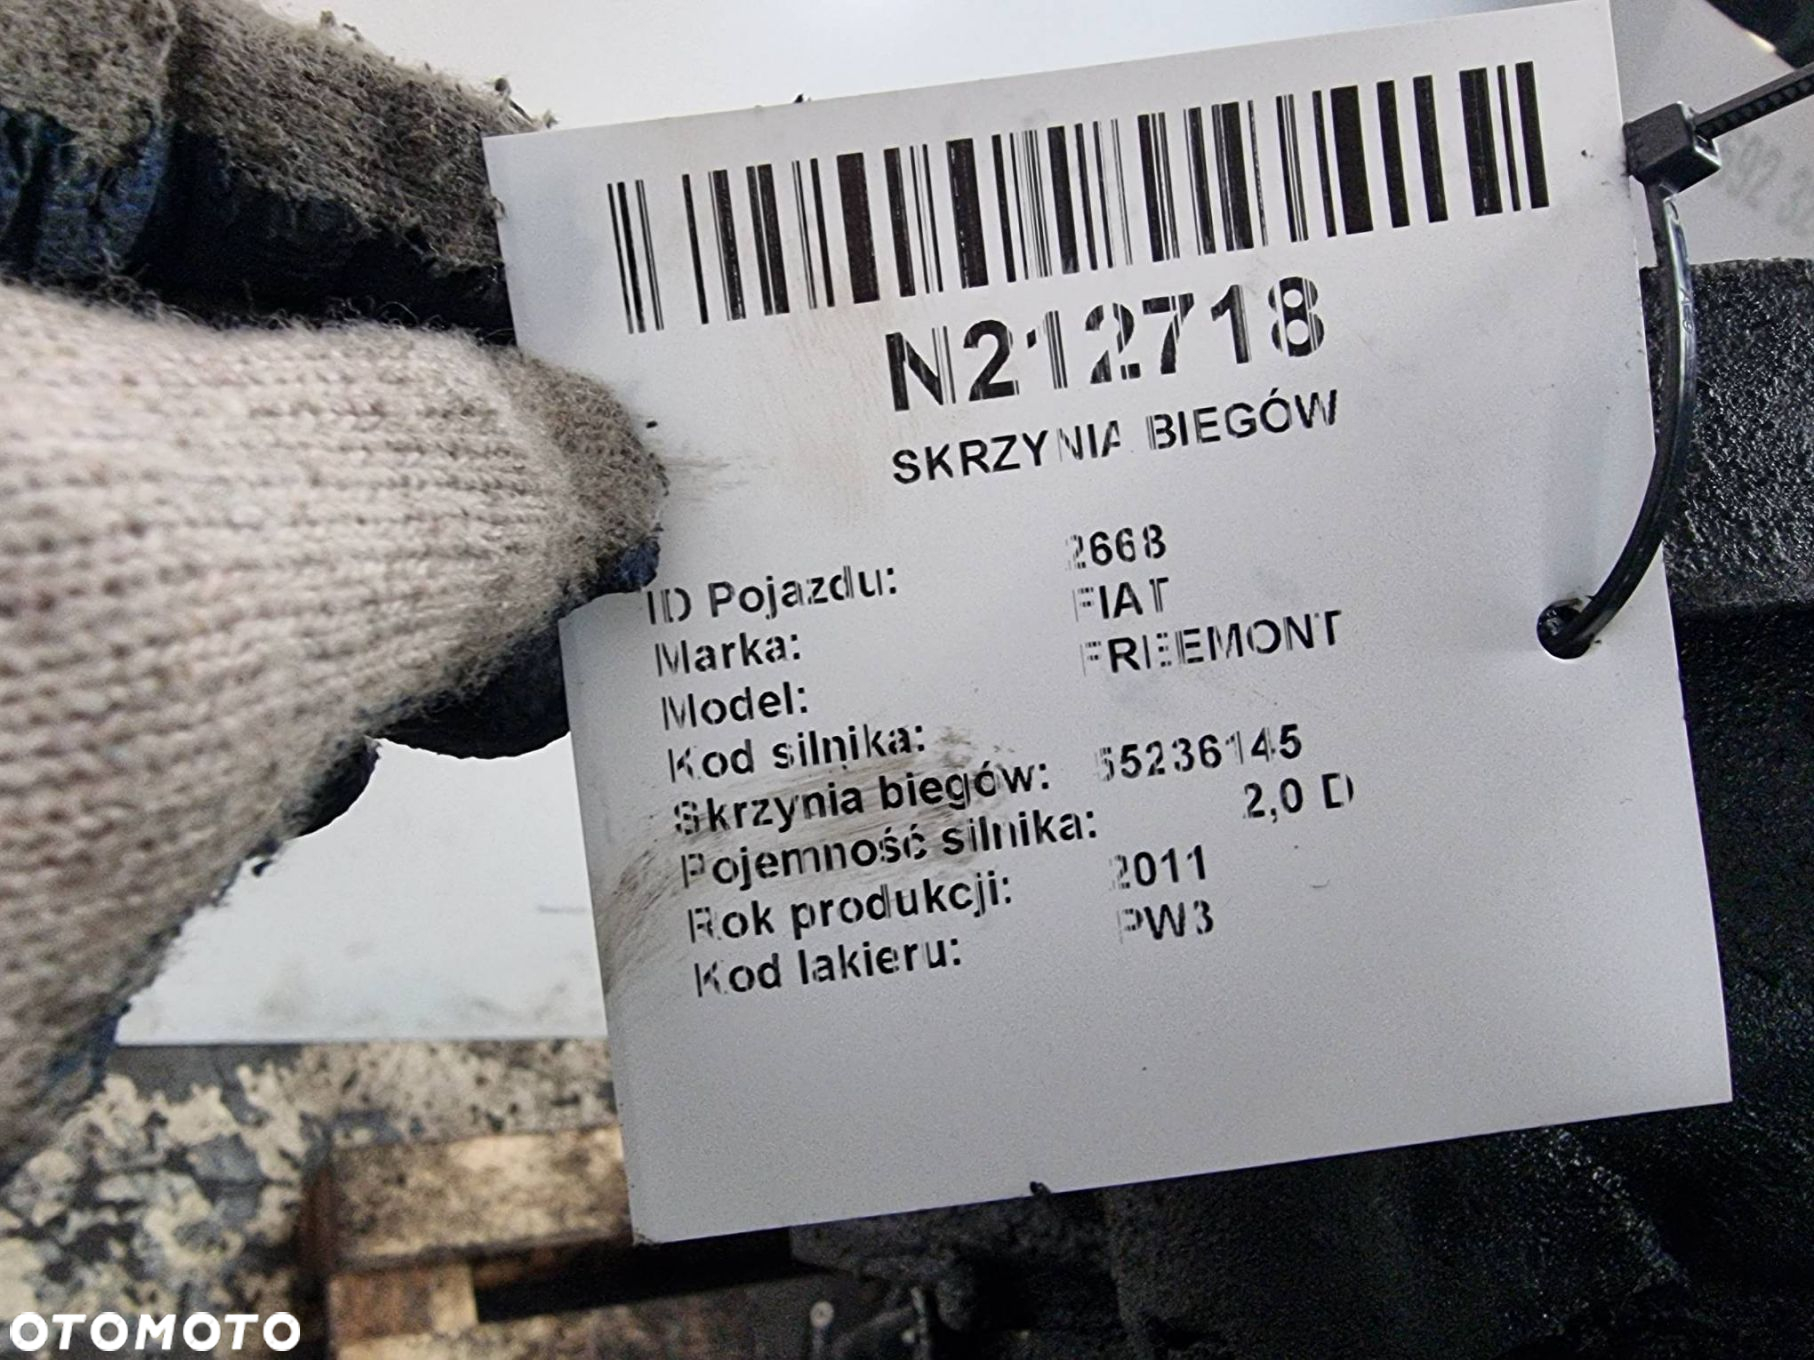 N212718
SKRZYNIA BIEGÓW
ID Pojazdu: 2668
Marka: FIAT
Model: FREEMONT
Kod silnika:
Skrzynia biegów: 55236145
Pojemność silnika: 2,0 D
Rok produkcji: 2011
Kod lakieru: PW3
OTOMOTO